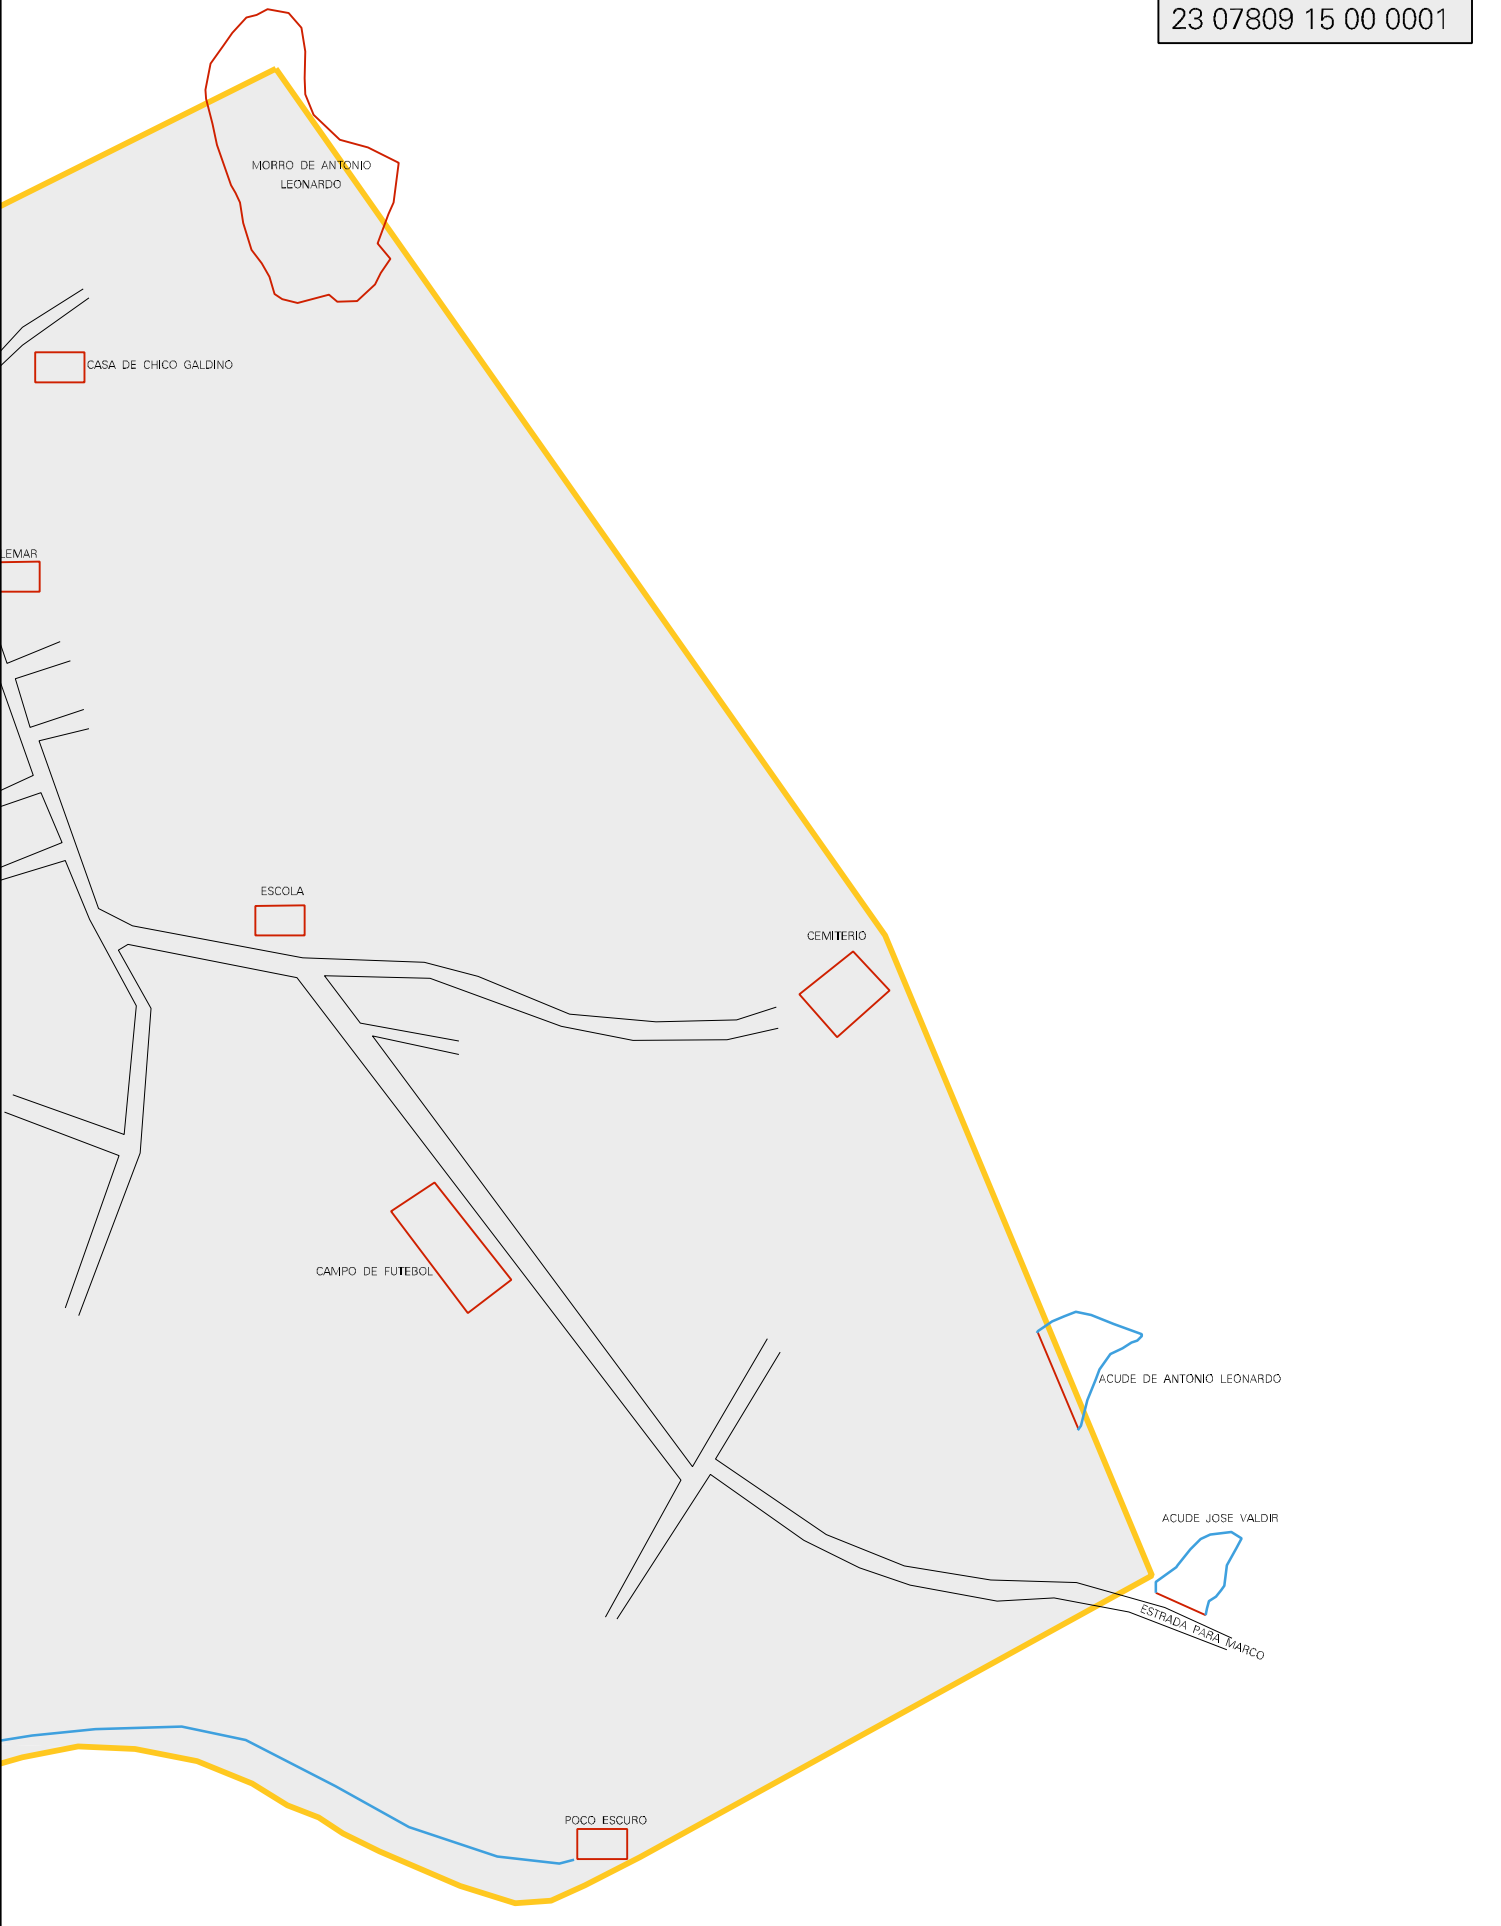 23 07809 15 00 0001
MORRO DE ANTONIO
LEONARDO
CASA DE CHICO GALDINO
LEMAR
ESCOLA
CEMITERIO
CAMPO DE FUTEBOL
ACUDE DE ANTONIO LEONARDO
ACUDE JOSE VALDIR
ESTRADA PARA MARCO
POCO ESCURO